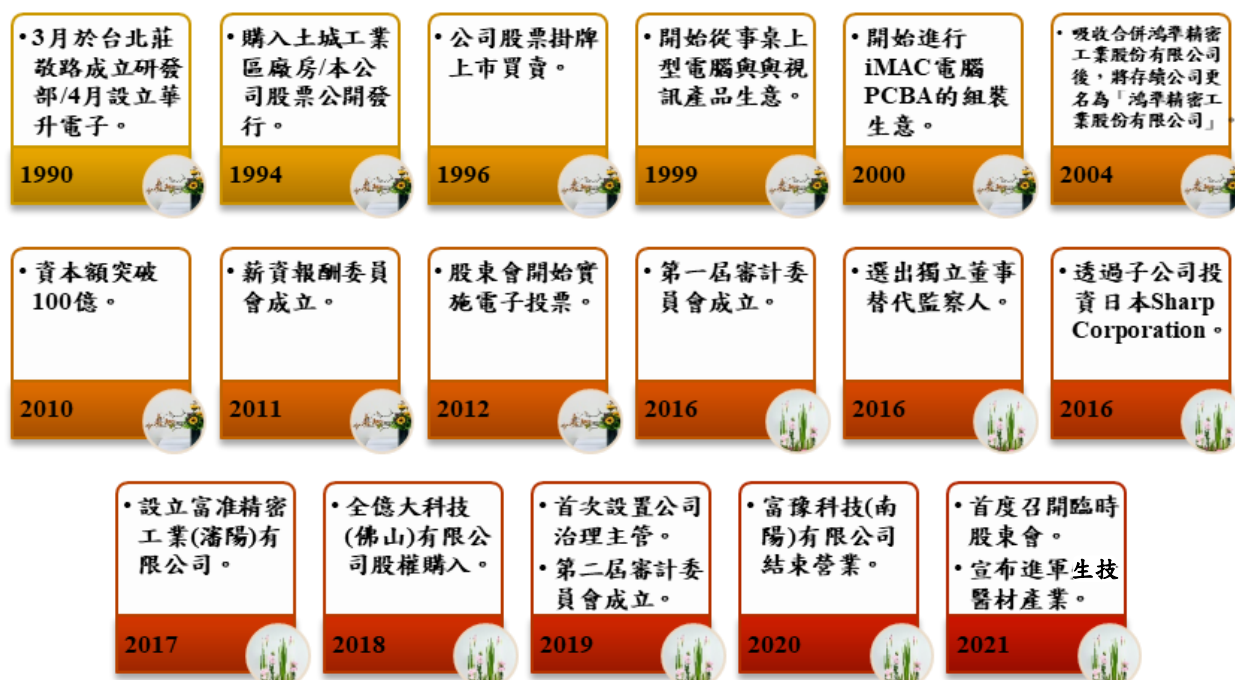 • 3月於台北莊
敬路成立研發
部/4月設立華
升電子。
1990
• 購入土城工業
區廠房/本公
司股票公開發
行。
1994
• 公司股票掛牌
上市買賣。
1996
• 開始從事桌上
型電腦與與視
訊產品生意。
1999
• 開始進行
iMAC電腦
PCBA的組裝
生意。
2000
• 吸收合併鴻準精密
工業股份有限公司
後，將存續公司更
名為「鴻準精密工
業股份有限公司」。
2004
• 資本額突破
100億。
2010
• 薪資報酬委員
會成立。
2011
• 股東會開始實
施電子投票。
2012
• 第一屆審計委
員會成立。
2016
• 選出獨立董事
替代監察人。
2016
• 透過子公司投
資日本Sharp
Corporation。
2016
• 設立富准精密
工業(瀋陽)有
限公司。
2017
• 全億大科技
(佛山)有限公
司股權購入。
2018
• 首次設置公司
治理主管。
• 第二屆審計委
員會成立。
2019
• 富豫科技(南
陽)有限公司
結束營業。
2020
• 首度召開臨時
股東會。
• 宣布進軍生技
醫材產業。
2021